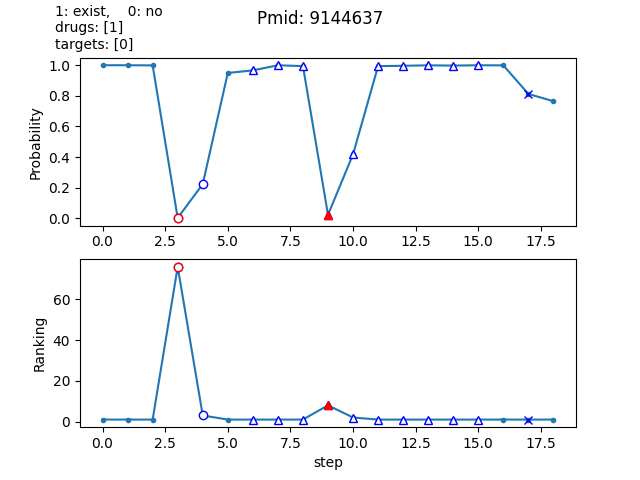 1: exist,    0: no
drugs: [1]
targets: [0]
Pmid: 9144637
1.0
0.8
0.6
0.4
0.2
0.0
Probability
0.0 2.5 5.0 7.5 10.0 12.5 15.0 17.5
60
40
20
0
Ranking
0.0 2.5 5.0 7.5 10.0 12.5 15.0 17.5
step